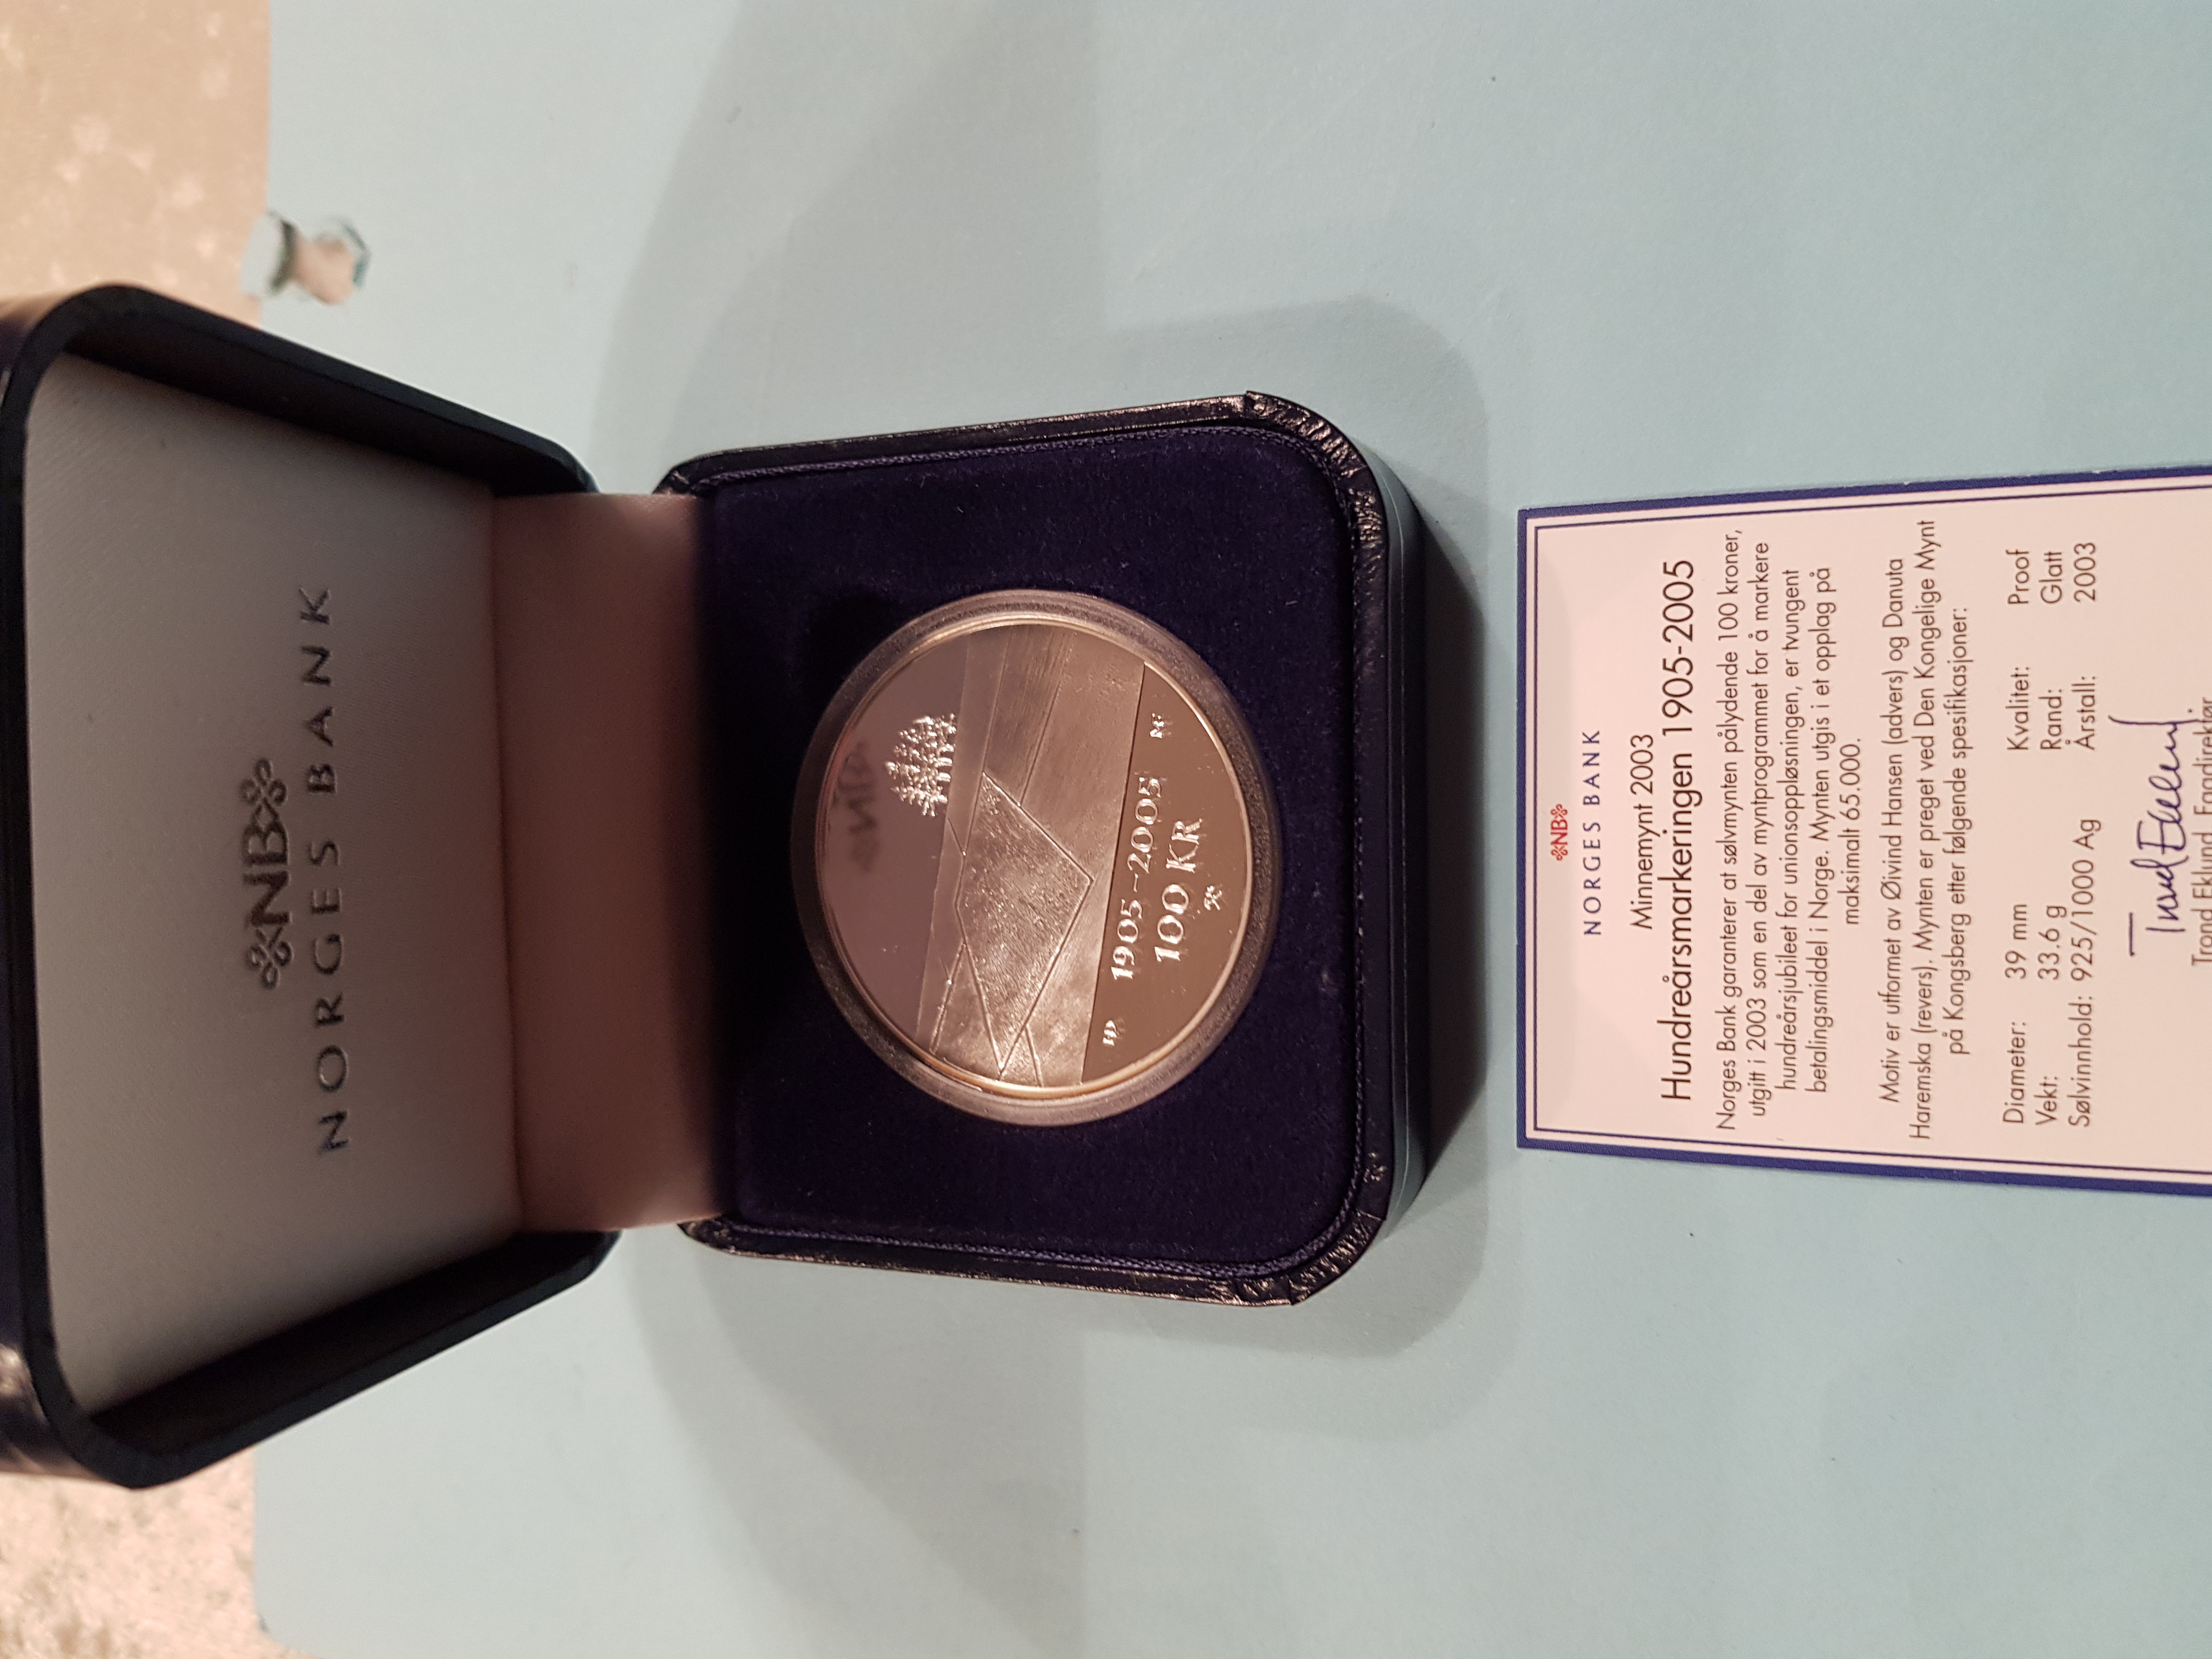 NB
NORGES BANK
1905-2005
100 KR
NB
NORGES BANK
Minnemynt 2003
Hundreårsmarkeringen 1905-2005
Norges Bank garanterer at sølvmynten pålydende 100 kroner,
utgitt i 2003 som en del av myntprogrammet for å markere
hundreårsjubileet for unionsoppløsningen, er tvungent
betalingsmiddel i Norge. Mynten utgis i et opplag på
maksimalt 65.000.
Motiv er utformet av Øivind Hansen (advers) og Danuta
Haremska (revers). Mynten er preget ved Den Kongelige Mynt
på Kongsberg etter følgende spesifikasjoner:
Diameter: 39 mm Kvalitet: Proof
Vekt: 33.6 g Rand: Glatt
Sølvinnhold: 925/1000 Ag Årstall: 2003
Trond Eklund
Trond Eklund, Fagdirektør